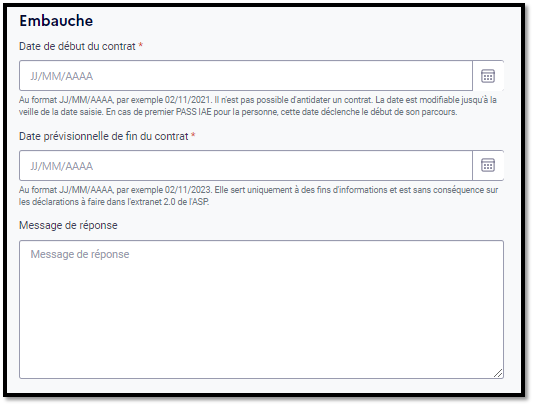 Embauche
Date de début du contrat *
JJ/MM/AAAA
Au format JJ/MM/AAAA, par exemple 02/11/2021. Il n'est pas possible d'antidater un contrat. La date est modifiable jusqu'à la
veille de la date saisie. En cas de premier PASS IAE pour la personne, cette date déclenche le début de son parcours.
Date prévisionnelle de fin du contrat *
JJ/MM/AAAA
Au format JJ/MM/AAAA, par exemple 02/11/2023. Elle sert uniquement à des fins d'informations et est sans conséquence sur
les déclarations à faire dans l'extranet 2.0 de l'ASP.
Message de réponse
Message de réponse